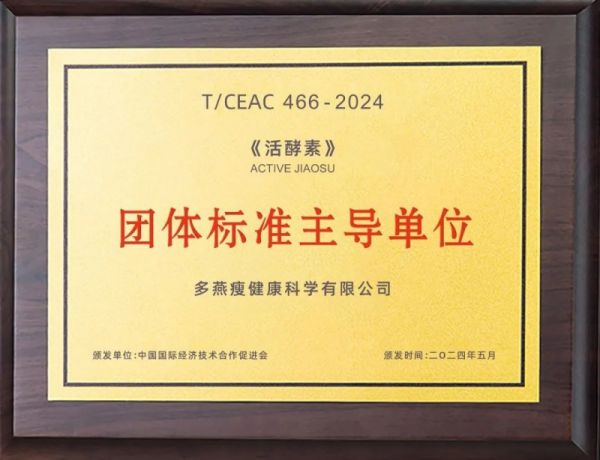 T/CEAC 466-2024
《活酵素》
ACTIVE JIAOSU
团体标准主导单位
多燕瘦健康科学有限公司
颁发单位:中国国际经济技术合作促进会
颁发时间:二〇二四年五月